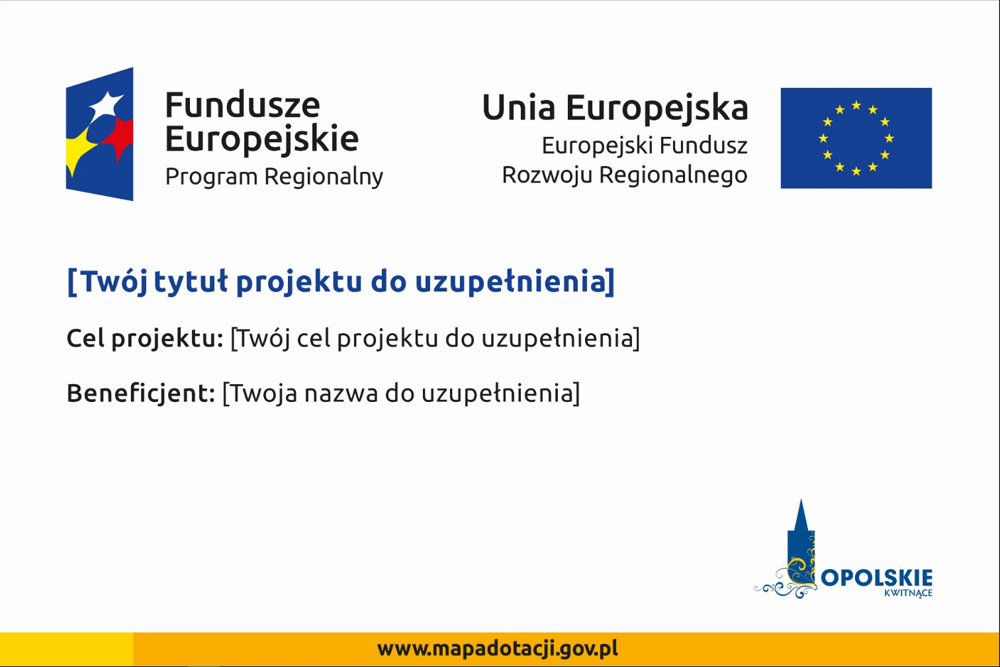 Fundusze
Europejskie
Program Regionalny
Unia Europejska
Europejski Fundusz
Rozwoju Regionalnego
[Twój tytuł projektu do uzupełnienia]
Cel projektu: [Twój cel projektu do uzupełnienia]
Beneficjent: [Twoja nazwa do uzupełnienia]
OPOLSKIE
KWITNĄCE
www.mapadotacji.gov.pl